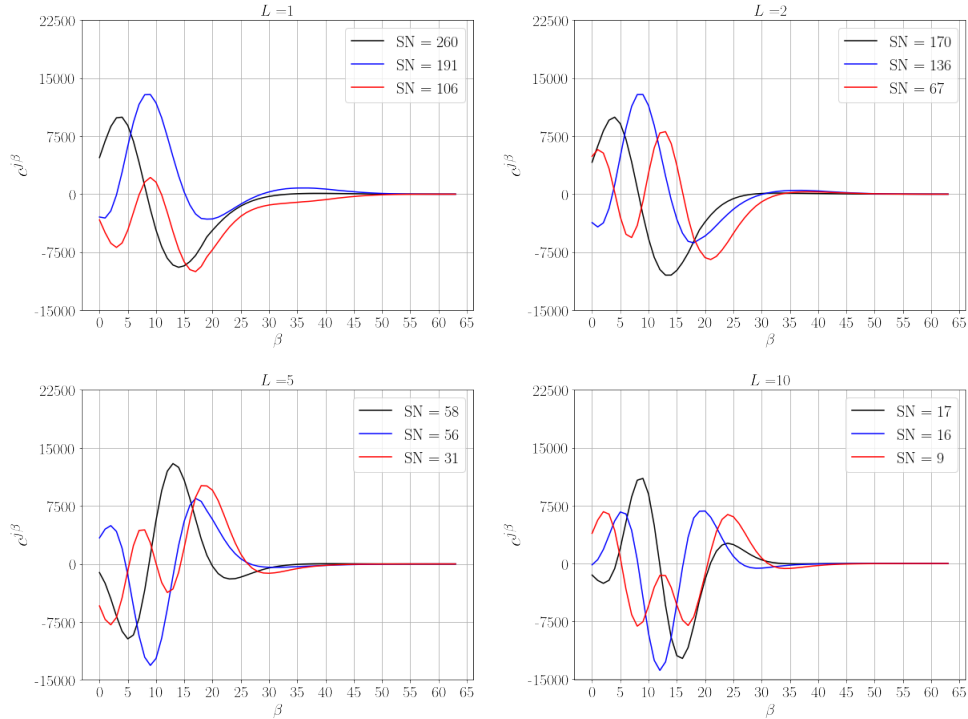 L =1
22500
15000
7500
0
-7500
-15000
c^{jβ}
SN = 260
SN = 191
SN = 106
0 5 10 15 20 25 30 35 40 45 50 55 60 65
β
L =2
22500
15000
7500
0
-7500
-15000
c^{jβ}
SN = 170
SN = 136
SN = 67
0 5 10 15 20 25 30 35 40 45 50 55 60 65
β
L =5
22500
15000
7500
0
-7500
-15000
c^{jβ}
SN = 58
SN = 56
SN = 31
0 5 10 15 20 25 30 35 40 45 50 55 60 65
β
L =10
22500
15000
7500
0
-7500
-15000
c^{jβ}
SN = 17
SN = 16
SN = 9
0 5 10 15 20 25 30 35 40 45 50 55 60 65
β